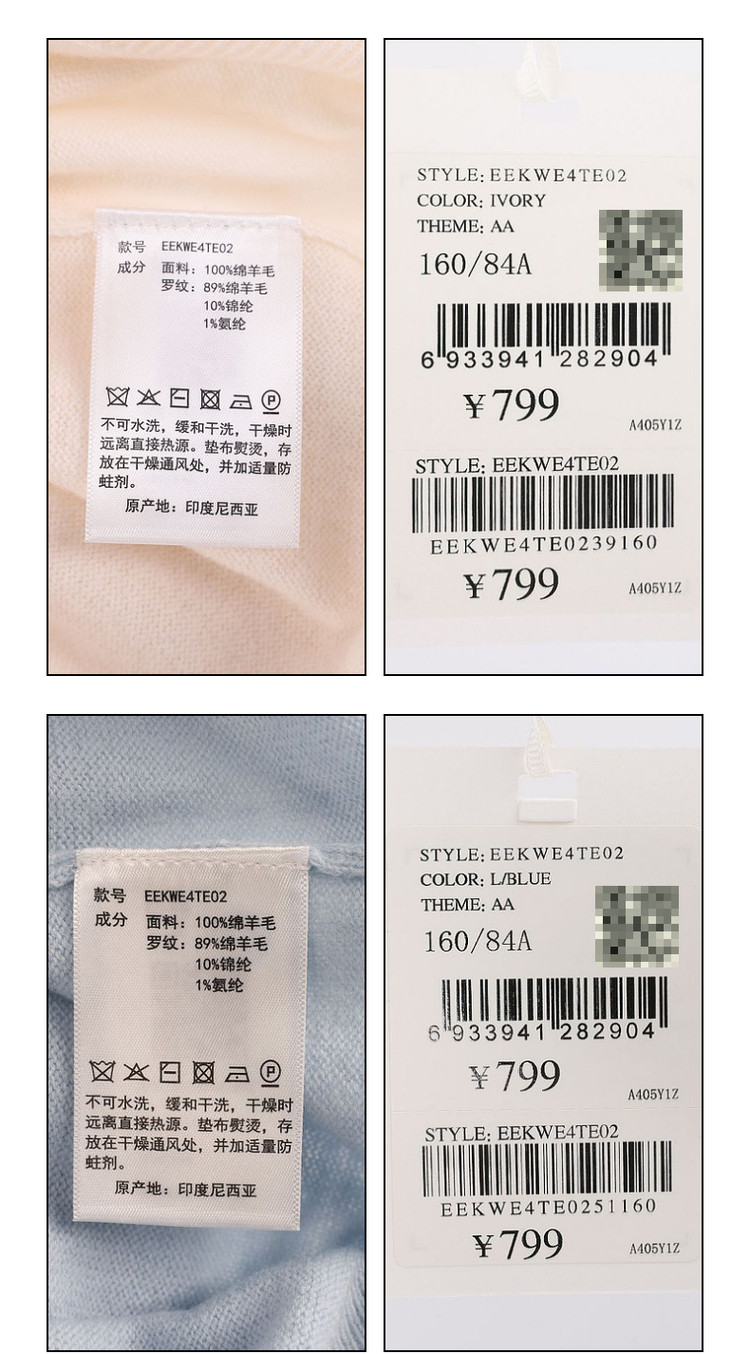 款号 EEKWE4TE02
成分 面料：100%绵羊毛
罗纹：89%绵羊毛
10%锦纶
1%氨纶
不可水洗，缓和干洗，干燥时
远离直接热源。垫布熨烫，存
放在干燥通风处，并加适量防
蛀剂。
原产地：印度尼西亚
STYLE: EEKWE4TE02
COLOR: IVORY
THEME: AA
160/84A
6 933941 282904
¥799
A405Y1Z
STYLE: EEKWE4TE02
EEKWE4TE0239160
¥799
A405Y1Z
款号 EEKWE4TE02
成分 面料：100%绵羊毛
罗纹：89%绵羊毛
10%锦纶
1%氨纶
不可水洗，缓和干洗，干燥时
远离直接热源。垫布熨烫，存
放在干燥通风处，并加适量防
蛀剂。
原产地：印度尼西亚
STYLE: EEKWE4TE02
COLOR: L/BLUE
THEME: AA
160/84A
6 933941 282904
¥799
A405Y1Z
STYLE: EEKWE4TE02
EEKWE4TE0251160
¥799
A405Y1Z